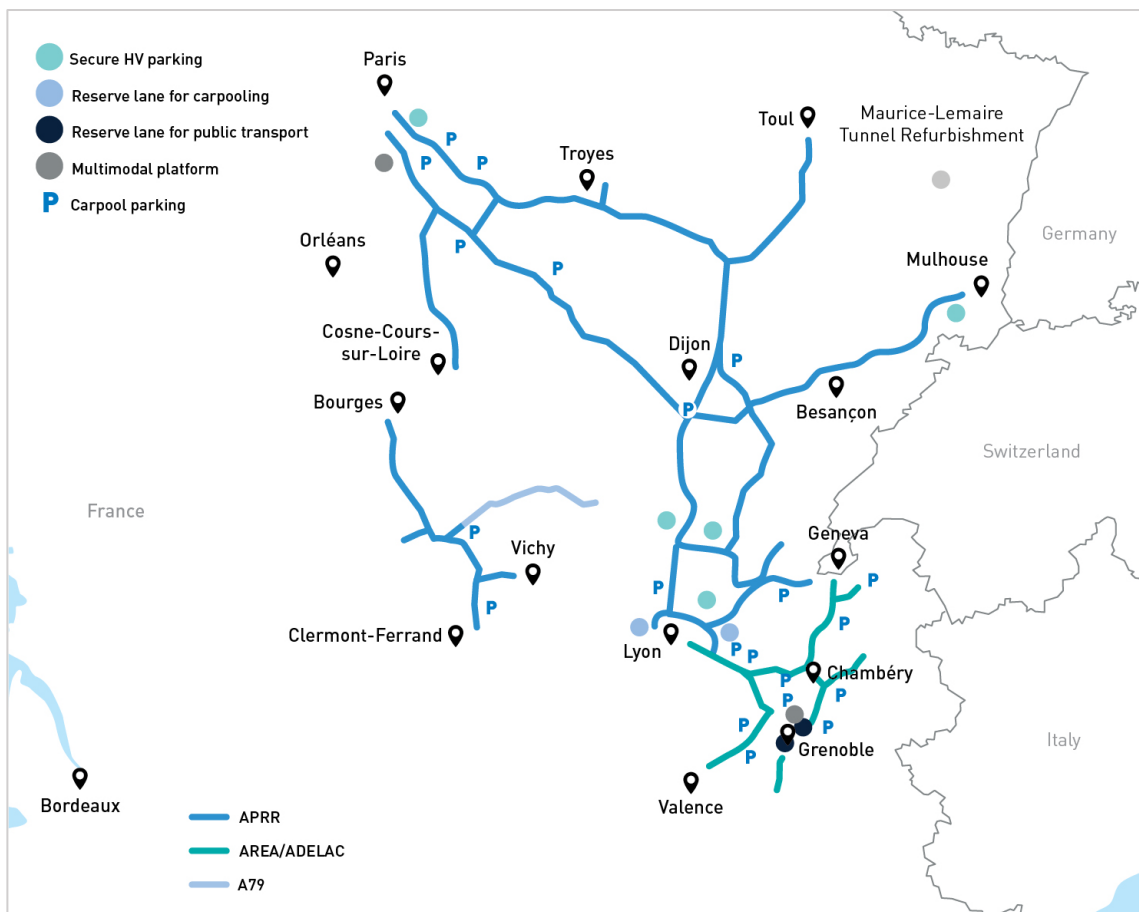 Secure HV parking
Reserve lane for carpooling
Reserve lane for public transport
Multimodal platform
P Carpool parking
Paris
Toul
Maurice-Lemaire
Tunnel Refurbishment
Troyes
P
P
P
Orléans
Germany
P
P
Mulhouse
Cosne-Cours-
sur-Loire
Dijon
P
Bourges
P
Besançon
Switzerland
France
P
Geneva
Vichy
P
P
P
P
Clermont-Ferrand
Lyon
P
P
P
Chambéry
P
P
P
P
P
P
Grenoble
Italy
Bordeaux
Valence
APRR
AREA/ADELAC
A79